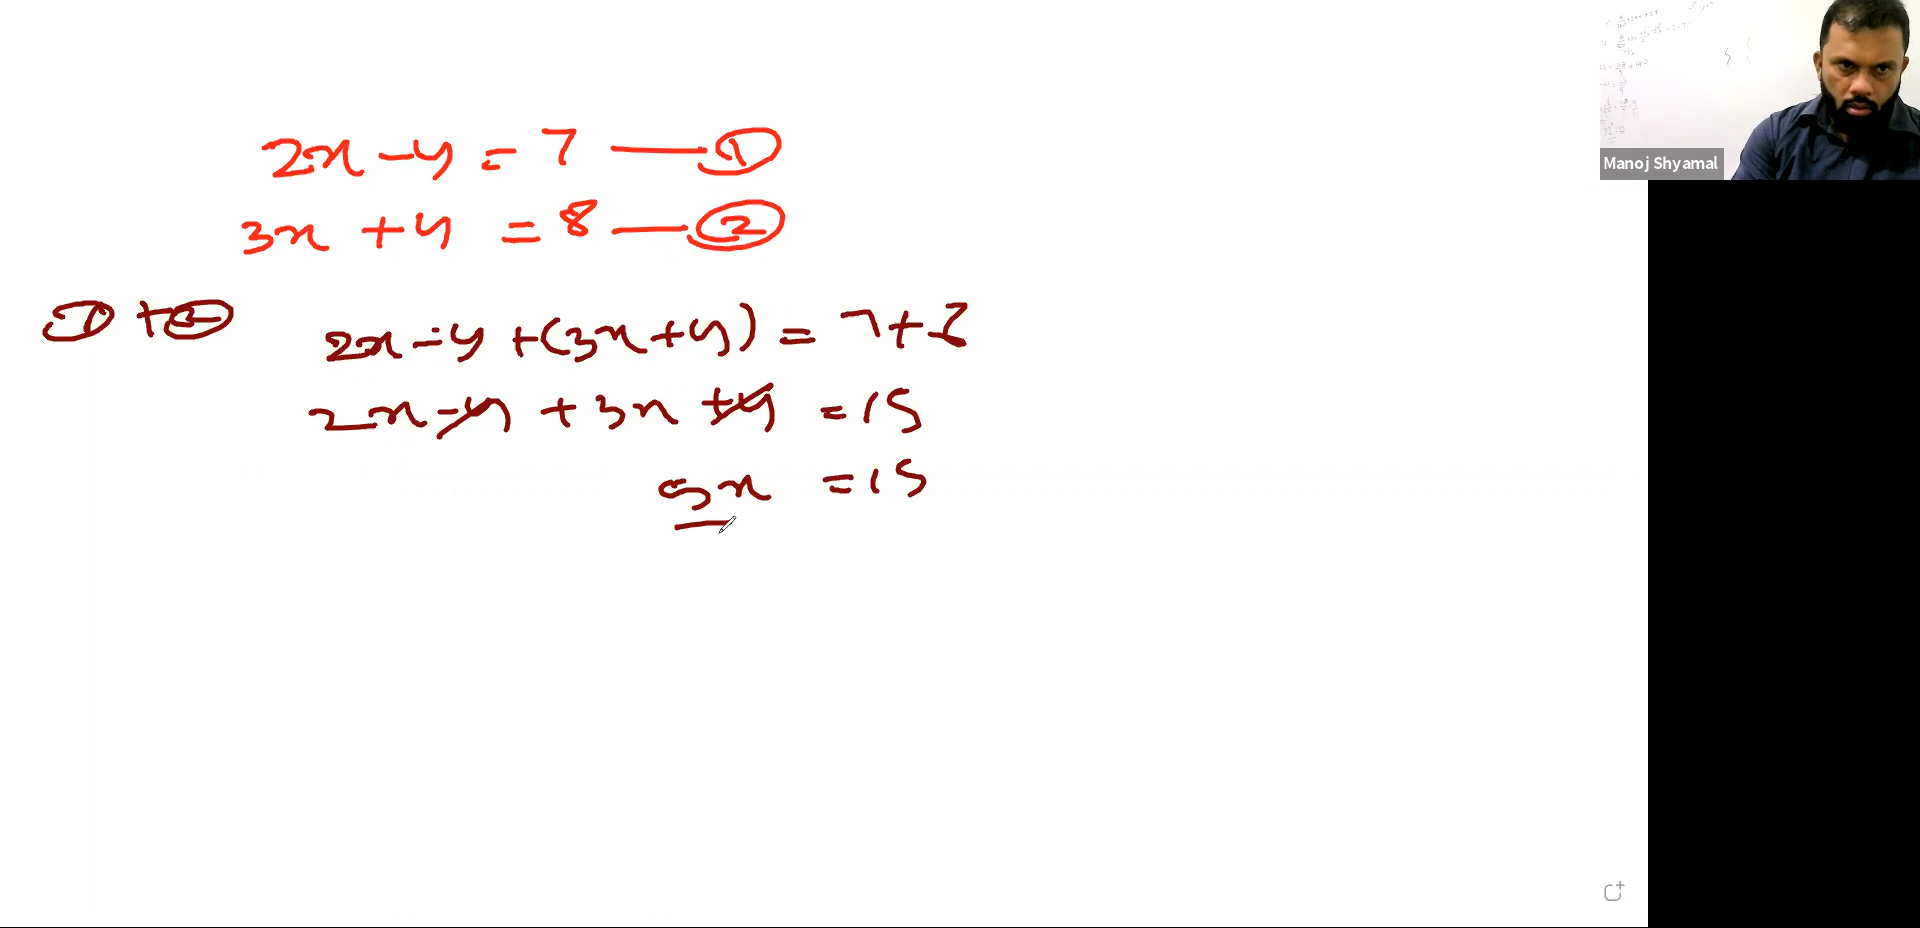 2x - y = 7 —— ①
3x + y = 8 —— ②
① + ② 2x - y + (3x + y) = 7 + 8
2x - y + 3x + y = 15
5x = 15
Manoj Shyamal